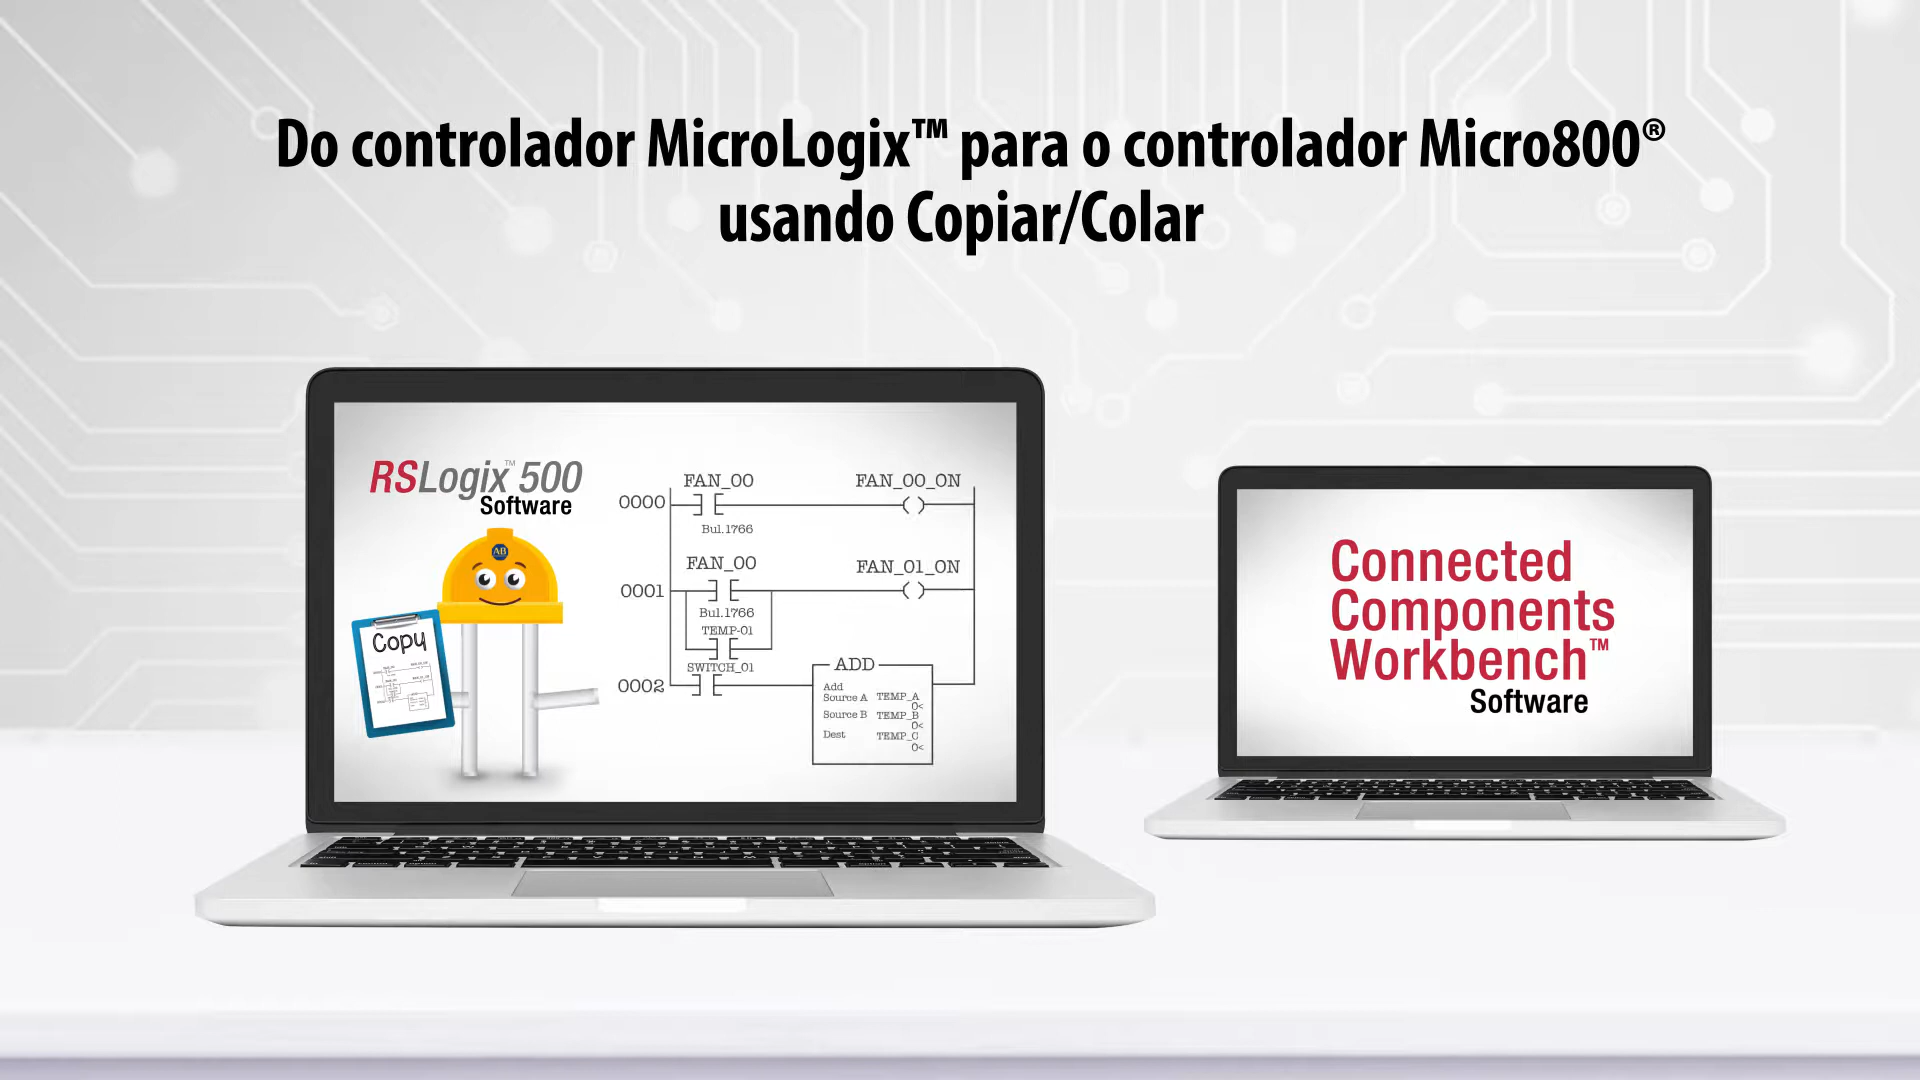 Do controlador MicroLogix™ para o controlador Micro800®
usando Copiar/Colar
RSLogix™ 500
Software
AB
Copy
FAN_00
FAN_00_ON
0000
Bul.1766
FAN_00
FAN_01_ON
0001
Bul.1766
TEMP-01
SWITCH_01
0002
ADD
Add
Source A TEMP_A
0<
Source B TEMP_B
0<
Dest TEMP_C
0<
Connected
Components
Workbench™
Software